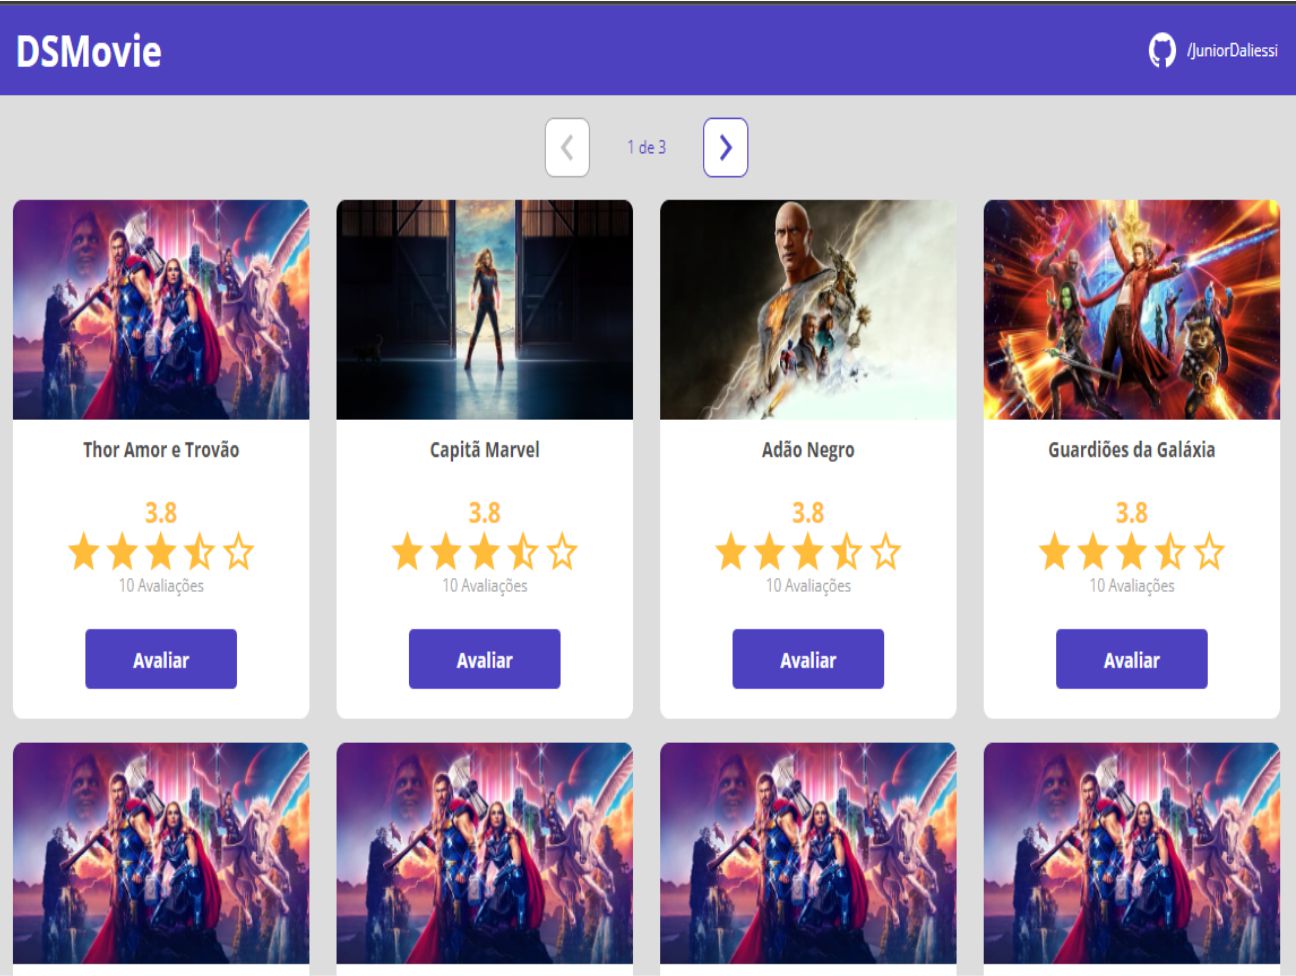 DSMovie
/JuniorDaliessi
1 de 3
Thor Amor e Trovão
3.8
10 Avaliações
Avaliar
Capitã Marvel
3.8
10 Avaliações
Avaliar
Adão Negro
3.8
10 Avaliações
Avaliar
Guardiões da Galáxia
3.8
10 Avaliações
Avaliar